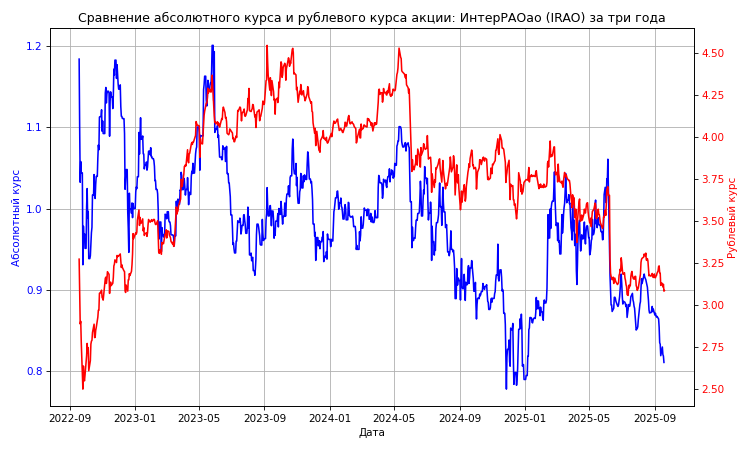 Сравнение абсолютного курса и рублевого курса акции: ИнтерРАОао (IRAO) за три года
Абсолютный курс
1.2
1.1
1.0
0.9
0.8
4.50
4.25
4.00
3.75
3.50
3.25
3.00
2.75
2.50
Рублевый курс
2022-09 2023-01 2023-05 2023-09 2024-01 2024-05 2024-09 2025-01 2025-05 2025-09
Дата